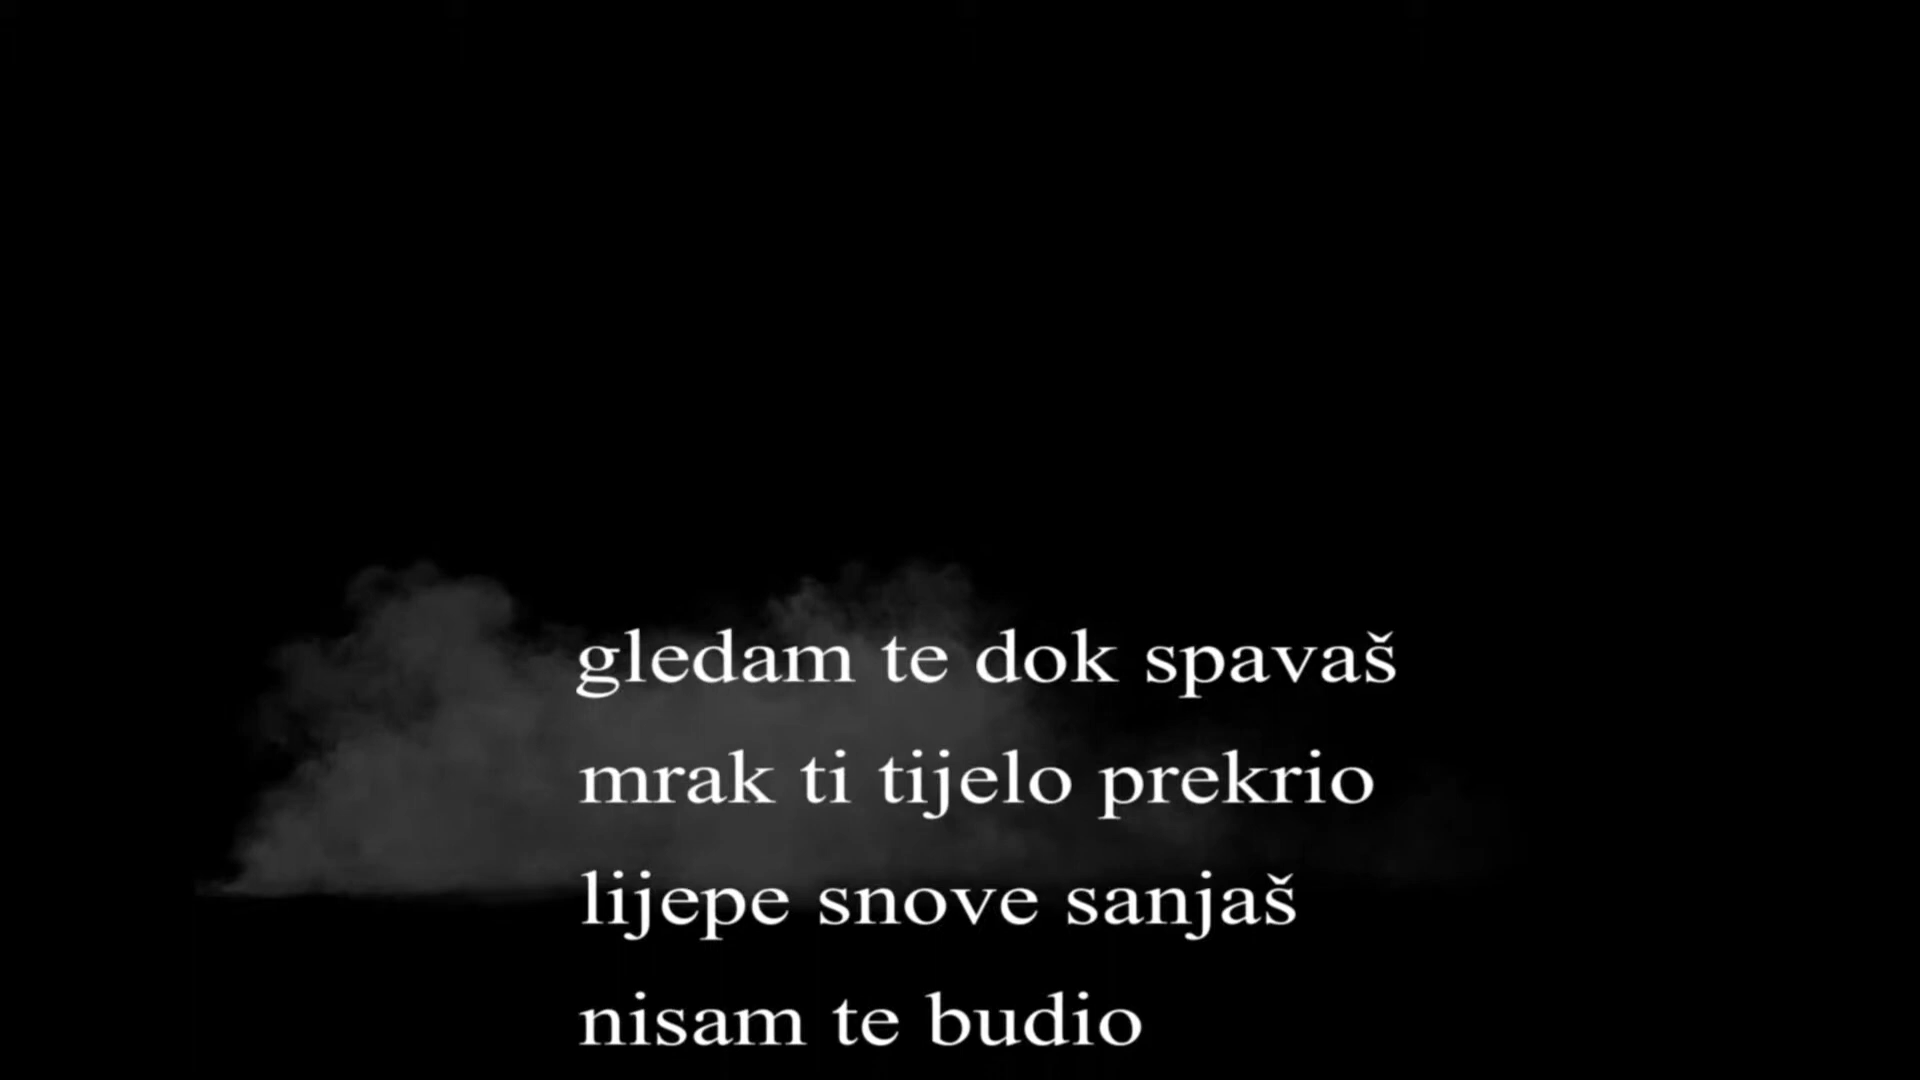 gledam te dok spavaš
mrak ti tijelo prekrio
lijepe snove sanjaš
nisam te budio